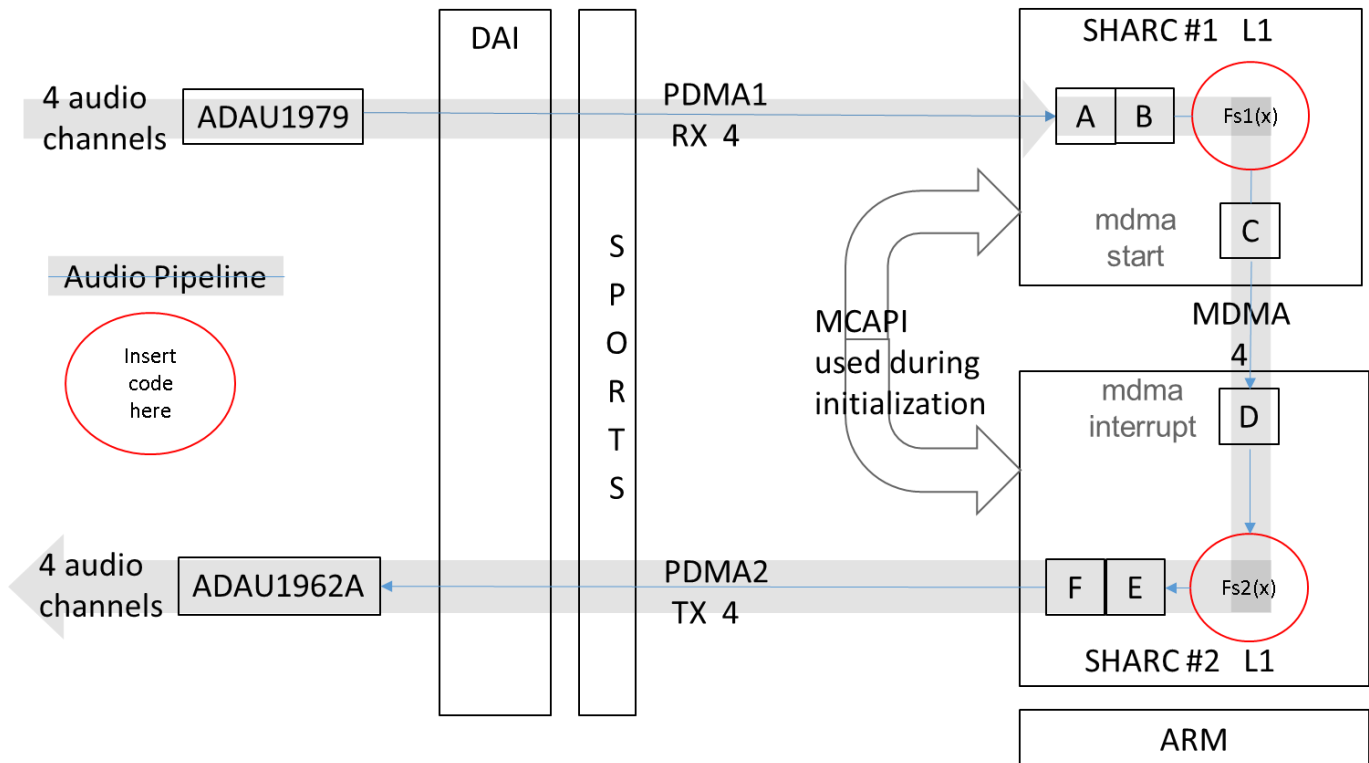 DAI
SHARC #1 L1
4 audio
channels
ADAU1979
PDMA1
RX 4
A
B
Fs1(x)
S
P
O
R
T
S
mdma
start
C
Audio Pipeline
MDMA
4
MCAPI
used during
initialization
Insert
code
here
mdma
interrupt
D
4 audio
channels
ADAU1962A
PDMA2
TX 4
F
E
Fs2(x)
SHARC #2 L1
ARM